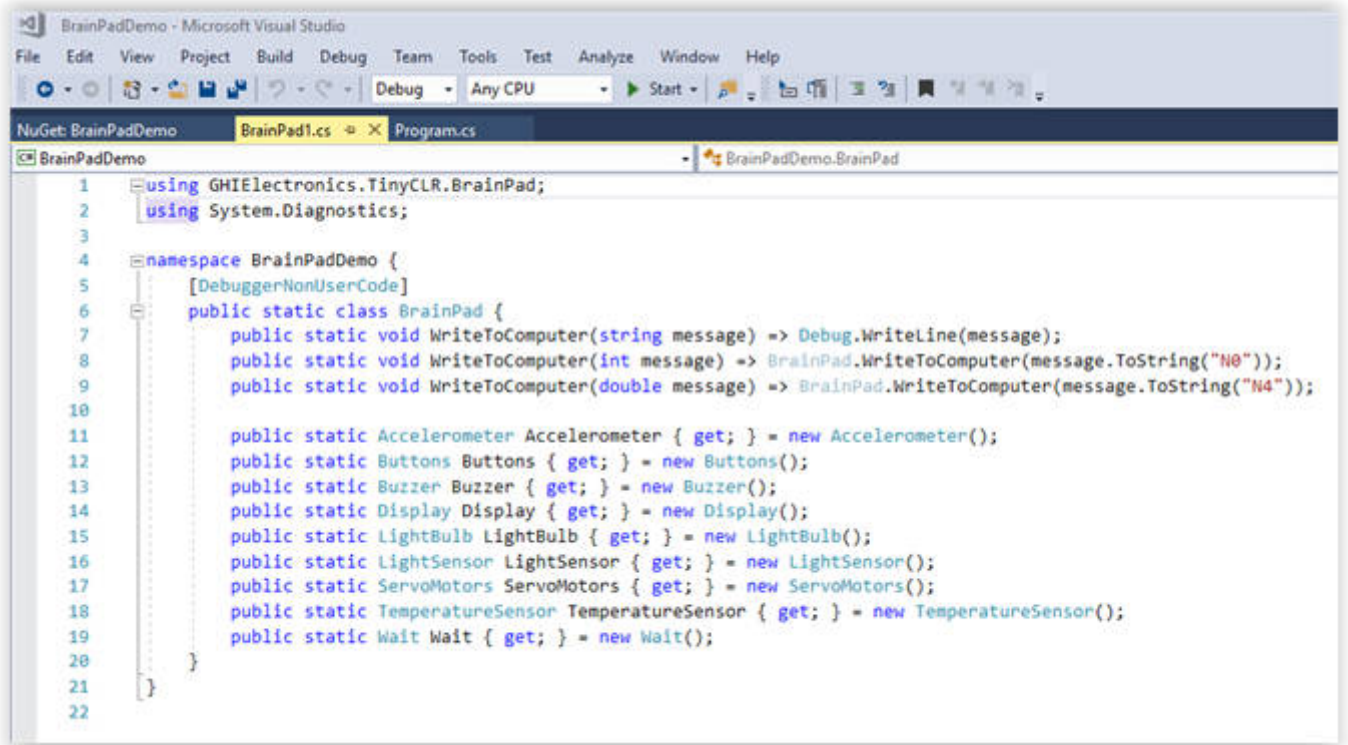 BrainPadDemo - Microsoft Visual Studio
File Edit View Project Build Debug Team Tools Test Analyze Window Help
Debug Any CPU Start
NuGet: BrainPadDemo BrainPad1.cs Program.cs
C# BrainPadDemo BrainPadDemo.BrainPad
1 using GHIElectronics.TinyCLR.BrainPad;
2 using System.Diagnostics;
3
4 namespace BrainPadDemo {
5 [DebuggerNonUserCode]
6 public static class BrainPad {
7 public static void WriteToComputer(string message) => Debug.WriteLine(message);
8 public static void WriteToComputer(int message) => BrainPad.WriteToComputer(message.ToString("N0"));
9 public static void WriteToComputer(double message) => BrainPad.WriteToComputer(message.ToString("N4"));
10
11 public static Accelerometer Accelerometer { get; } = new Accelerometer();
12 public static Buttons Buttons { get; } = new Buttons();
13 public static Buzzer Buzzer { get; } = new Buzzer();
14 public static Display Display { get; } = new Display();
15 public static LightBulb LightBulb { get; } = new LightBulb();
16 public static LightSensor LightSensor { get; } = new LightSensor();
17 public static ServoMotors ServoMotors { get; } = new ServoMotors();
18 public static TemperatureSensor TemperatureSensor { get; } = new TemperatureSensor();
19 public static Wait Wait { get; } = new Wait();
20 }
21 }
22